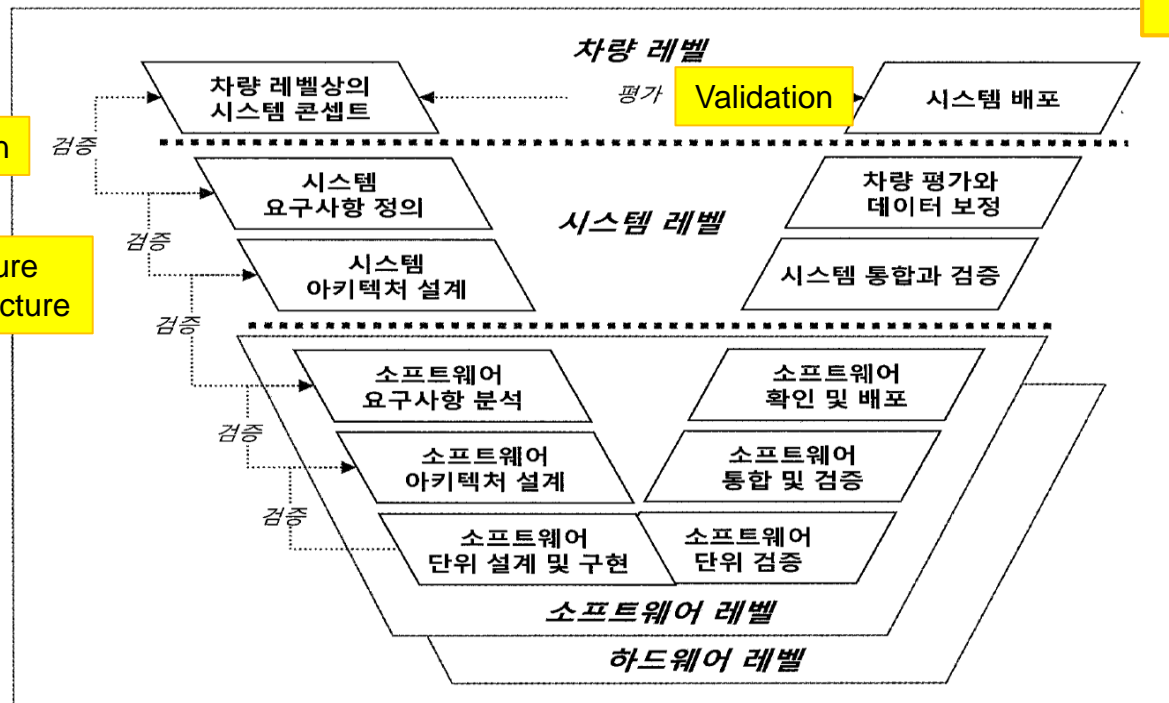 차량 레벨
차량 레벨상의
시스템 콘셉트
평가
Validation
시스템 배포
검증
시스템
요구사항 정의
시스템 레벨
차량 평가와
데이터 보정
검증
시스템
아키텍처 설계
시스템 통합과 검증
검증
소프트웨어
요구사항 분석
소프트웨어
확인 및 배포
검증
소프트웨어
아키텍처 설계
소프트웨어
통합 및 검증
검증
소프트웨어
단위 설계 및 구현
소프트웨어
단위 검증
소프트웨어 레벨
하드웨어 레벨